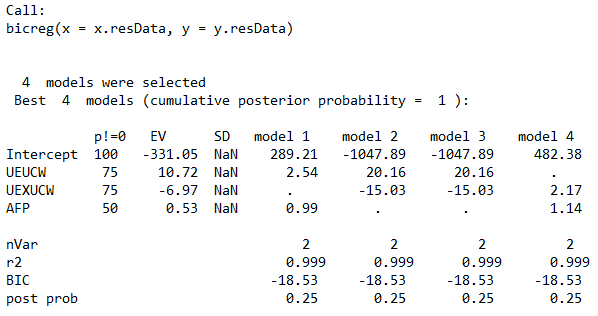 Call:
bicreg(x = x.resData, y = y.resData)
4 models were selected
Best 4 models (cumulative posterior probability = 1 ):
p!=0 EV SD model 1 model 2 model 3 model 4
Intercept 100 -331.05 NaN 289.21 -1047.89 -1047.89 482.38
UEUCW 75 10.72 NaN 2.54 20.16 20.16 .
UEXUCW 75 -6.97 NaN . -15.03 -15.03 2.17
AFP 50 0.53 NaN 0.99 . . 1.14
nVar 2 2 2 2
r2 0.999 0.999 0.999 0.999
BIC -18.53 -18.53 -18.53 -18.53
post prob 0.25 0.25 0.25 0.25